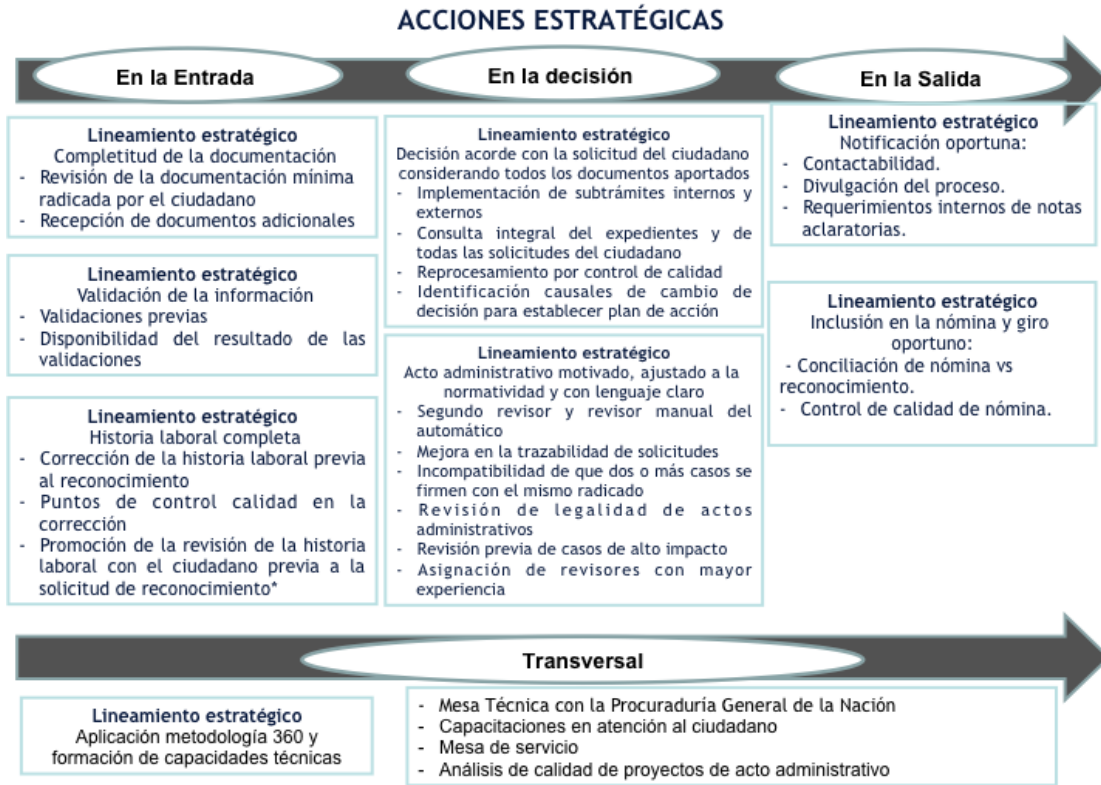 ACCIONES ESTRATÉGICAS
En la Entrada
Lineamiento estratégico
Completitud de la documentación
- Revisión de la documentación mínima
radicada por el ciudadano
- Recepción de documentos adicionales
Lineamiento estratégico
Validación de la información
- Validaciones previas
- Disponibilidad del resultado de las
validaciones
Lineamiento estratégico
Historia laboral completa
- Corrección de la historia laboral previa
al reconocimiento
- Puntos de control calidad en la
corrección
- Promoción de la revisión de la historia
laboral con el ciudadano previa a la
solicitud de reconocimiento*
En la decisión
Lineamiento estratégico
Decisión acorde con la solicitud del ciudadano
considerando todos los documentos aportados
- Implementación de subtrámites internos y
externos
- Consulta integral del expedientes y de
todas las solicitudes del ciudadano
- Reprocesamiento por control de calidad
- Identificación causales de cambio de
decisión para establecer plan de acción
Lineamiento estratégico
Acto administrativo motivado, ajustado a la
normatividad y con lenguaje claro
- Segundo revisor y revisor manual del
automático
- Mejora en la trazabilidad de solicitudes
- Incompatibilidad de que dos o más casos se
firmen con el mismo radicado
- Revisión de legalidad de actos
administrativos
- Revisión previa de casos de alto impacto
- Asignación de revisores con mayor
experiencia
En la Salida
Lineamiento estratégico
Notificación oportuna:
- Contactabilidad.
- Divulgación del proceso.
- Requerimientos internos de notas
aclaratorias.
Lineamiento estratégico
Inclusión en la nómina y giro
oportuno:
- Conciliación de nómina vs
reconocimiento.
- Control de calidad de nómina.
Transversal
Lineamiento estratégico
Aplicación metodología 360 y
formación de capacidades técnicas
- Mesa Técnica con la Procuraduría General de la Nación
- Capacitaciones en atención al ciudadano
- Mesa de servicio
- Análisis de calidad de proyectos de acto administrativo